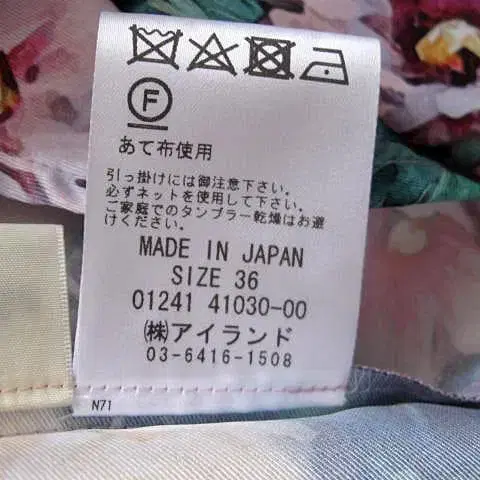 F
あて布使用
引っ掛けには御注意下さい。
必ずネットを使用して下さい。
ご家庭でのタンブラー乾燥はお避
けください。
MADE IN JAPAN
SIZE 36
01241 41030-00
㈱アイランド
03-6416-1508
N71